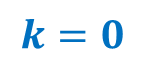 k = 0